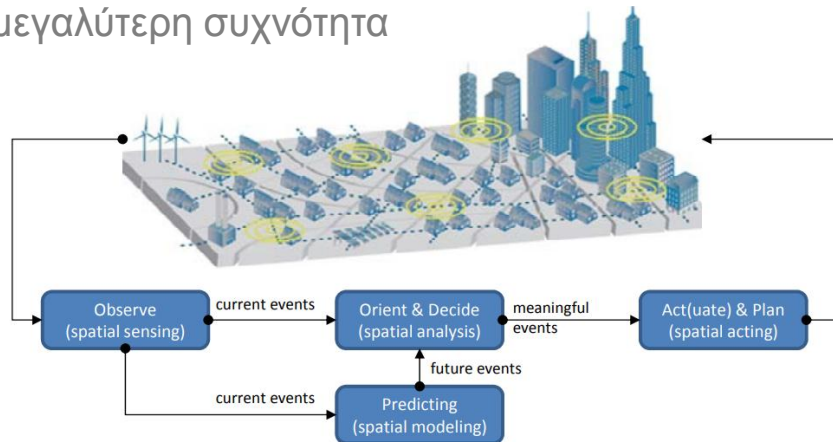 μεγαλύτερη συχνότητα
Observe
(spatial sensing)
current events
Orient & Decide
(spatial analysis)
meaningful
events
Act(uate) & Plan
(spatial acting)
future events
current events
Predicting
(spatial modeling)